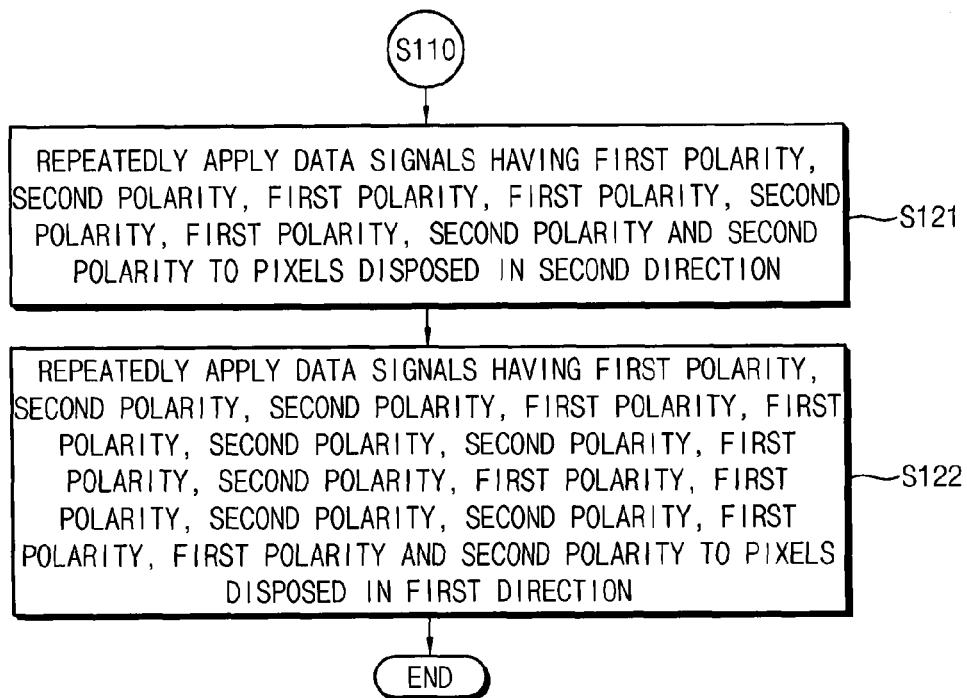 S110
REPEATEDLY APPLY DATA SIGNALS HAVING FIRST POLARITY,
SECOND POLARITY, FIRST POLARITY, FIRST POLARITY, SECOND
POLARITY, FIRST POLARITY, SECOND POLARITY AND SECOND
POLARITY TO PIXELS DISPOSED IN SECOND DIRECTION
S121
REPEATEDLY APPLY DATA SIGNALS HAVING FIRST POLARITY,
SECOND POLARITY, SECOND POLARITY, FIRST POLARITY, FIRST
POLARITY, SECOND POLARITY, SECOND POLARITY, FIRST
POLARITY, SECOND POLARITY, FIRST POLARITY, FIRST
POLARITY, SECOND POLARITY, SECOND POLARITY, FIRST
POLARITY, FIRST POLARITY AND SECOND POLARITY TO PIXELS
DISPOSED IN FIRST DIRECTION
S122
END